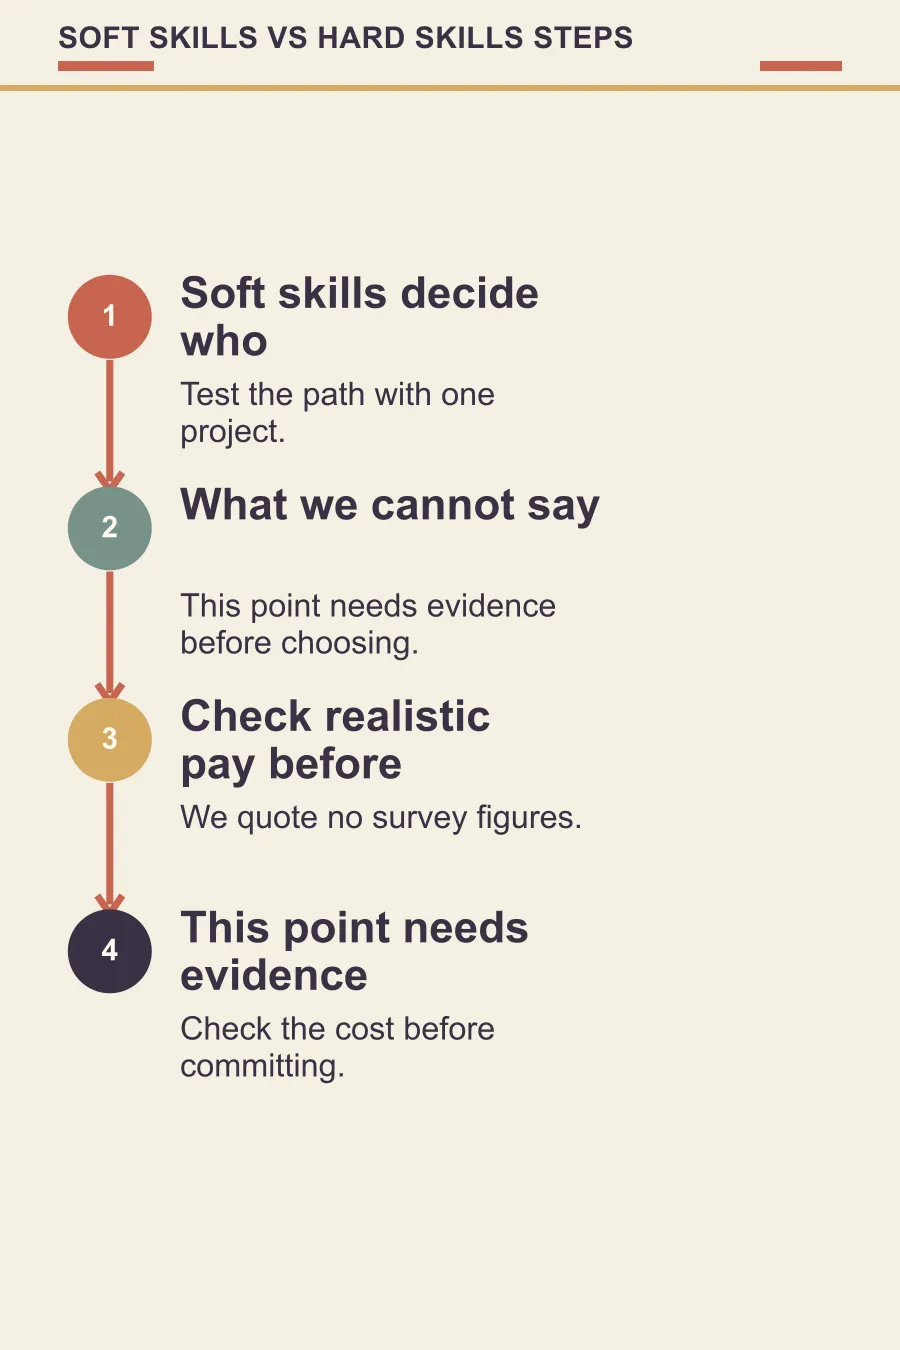 SOFT SKILLS VS HARD SKILLS STEPS
1
Soft skills decide
who
Test the path with one
project.
2
What we cannot say
This point needs evidence
before choosing.
3
Check realistic
pay before
We quote no survey figures.
4
This point needs
evidence
Check the cost before
committing.